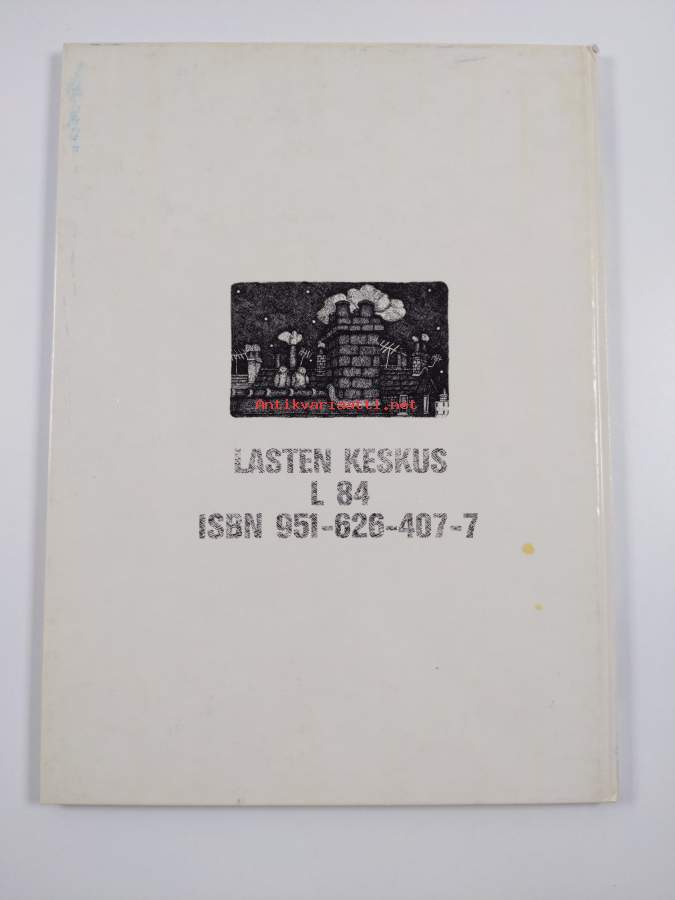 Antikvariaatti.net
LASTEN KESKUS
L 84
ISBN 951-626-407-7